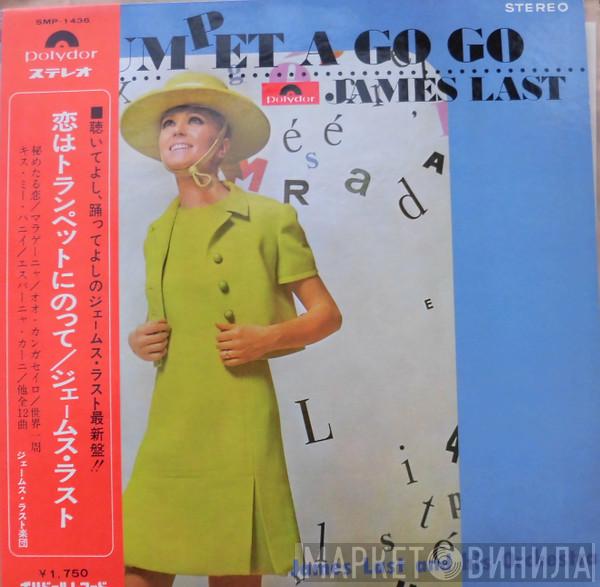 SMP-1436
STEREO
Polydor
ステレオ
UMPET A GO GO
Polydor
JAMES LAST
■聴いてよし、踊ってよしのジェームス・ラスト最新盤!!
恋はトランペットにのって/ジェームス・ラスト
秘めたる恋/マラゲーニャ/オオ・カンガセイロ/世界一周
キス・ミー・ハニイ/エスパーニャ・カーニ/他全12曲
ジェームス・ラスト楽団
¥1,750
ポリドール・レコード
James Last and
МАРКЕТ ВИНИЛА